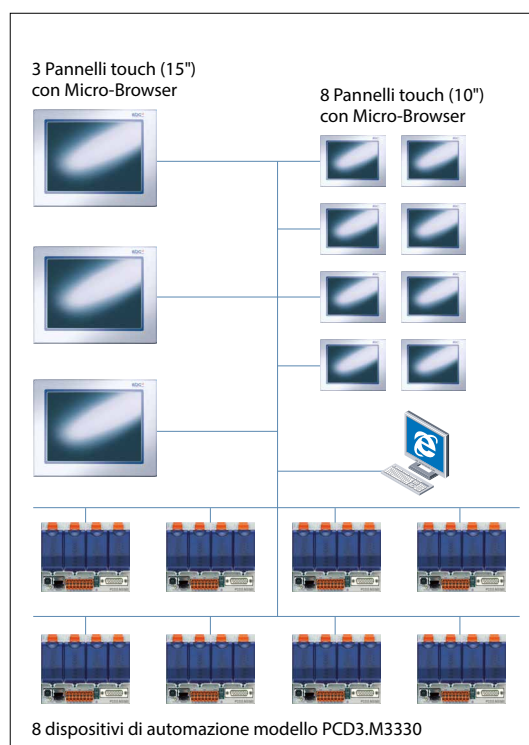 3 Pannelli touch (15")
con Micro-Browser
8 Pannelli touch (10")
con Micro-Browser
8 dispositivi di automazione modello PCD3.M3330